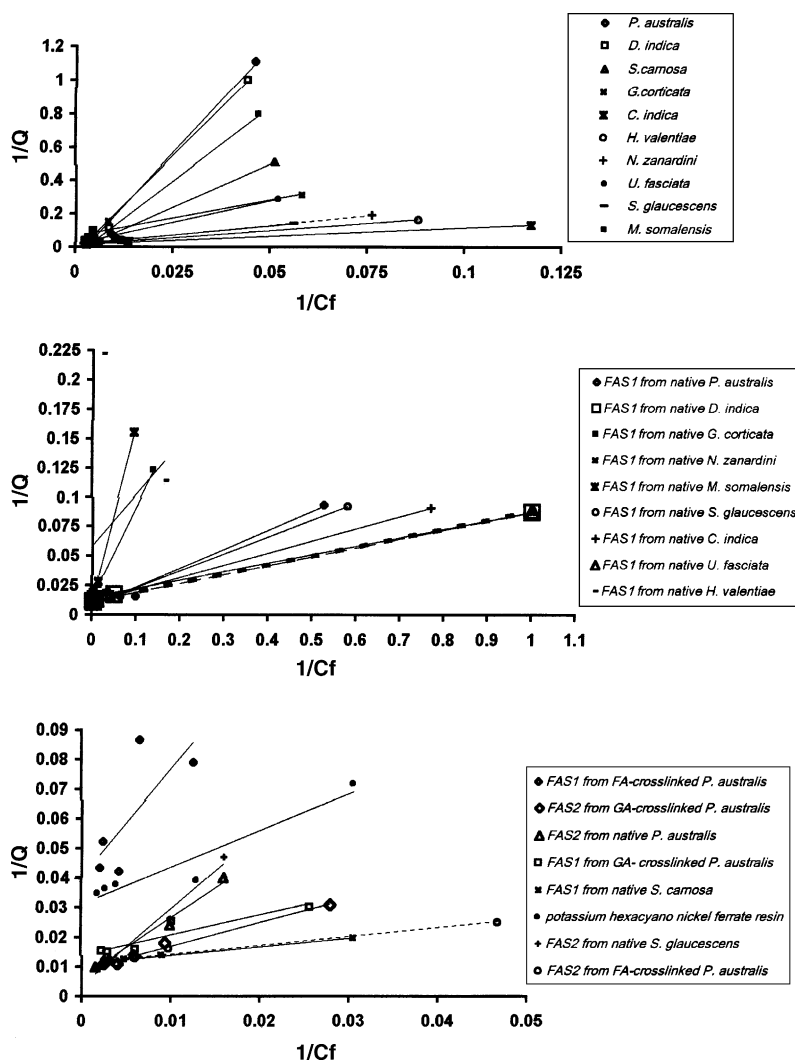 1.2
1
0.8
0.6
0.4
0.2
0
1/Q
0
0.025
0.05
0.075
0.1
0.125
1/Cf
P. australis
D. indica
S.carnosa
G.corticata
C. indica
H. valentiae
N. zanardini
U. fasciata
S. glaucescens
M. somalensis
0.225
0.2
0.175
0.15
0.125
0.1
0.075
0.05
0.025
0
1/Q
0 0.1 0.2 0.3 0.4 0.5 0.6 0.7 0.8 0.9 1 1.1
1/Cf
FAS1 from native P. australis
FAS1 from native D. indica
FAS1 from native G. corticata
FAS1 from native N. zanardini
FAS1 from native M. somalensis
FAS1 from native S. glaucescens
FAS1 from native C. indica
FAS1 from native U. fasciata
FAS1 from native H. valentiae
0.09
0.08
0.07
0.06
0.05
0.04
0.03
0.02
0.01
0
1/Q
0 0.01 0.02 0.03 0.04 0.05
1/Cf
FAS1 from FA-crosslinked P. australis
FAS2 from GA-crosslinked P. australis
FAS2 from native P. australis
FAS1 from GA- crosslinked P. australis
FAS1 from native S. carnosa
potassium hexacyano nickel ferrate resin
FAS2 from native S. glaucescens
FAS2 from FA-crosslinked P. australis